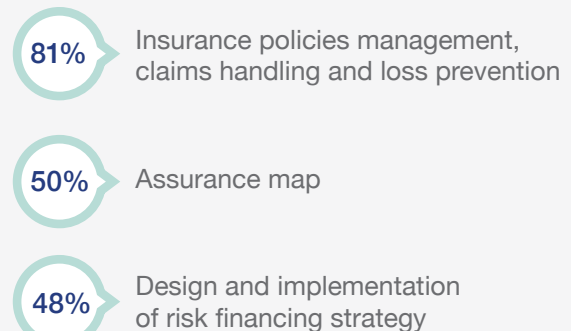 81%
Insurance policies management,
claims handling and loss prevention
50%
Assurance map
48%
Design and implementation
of risk financing strategy